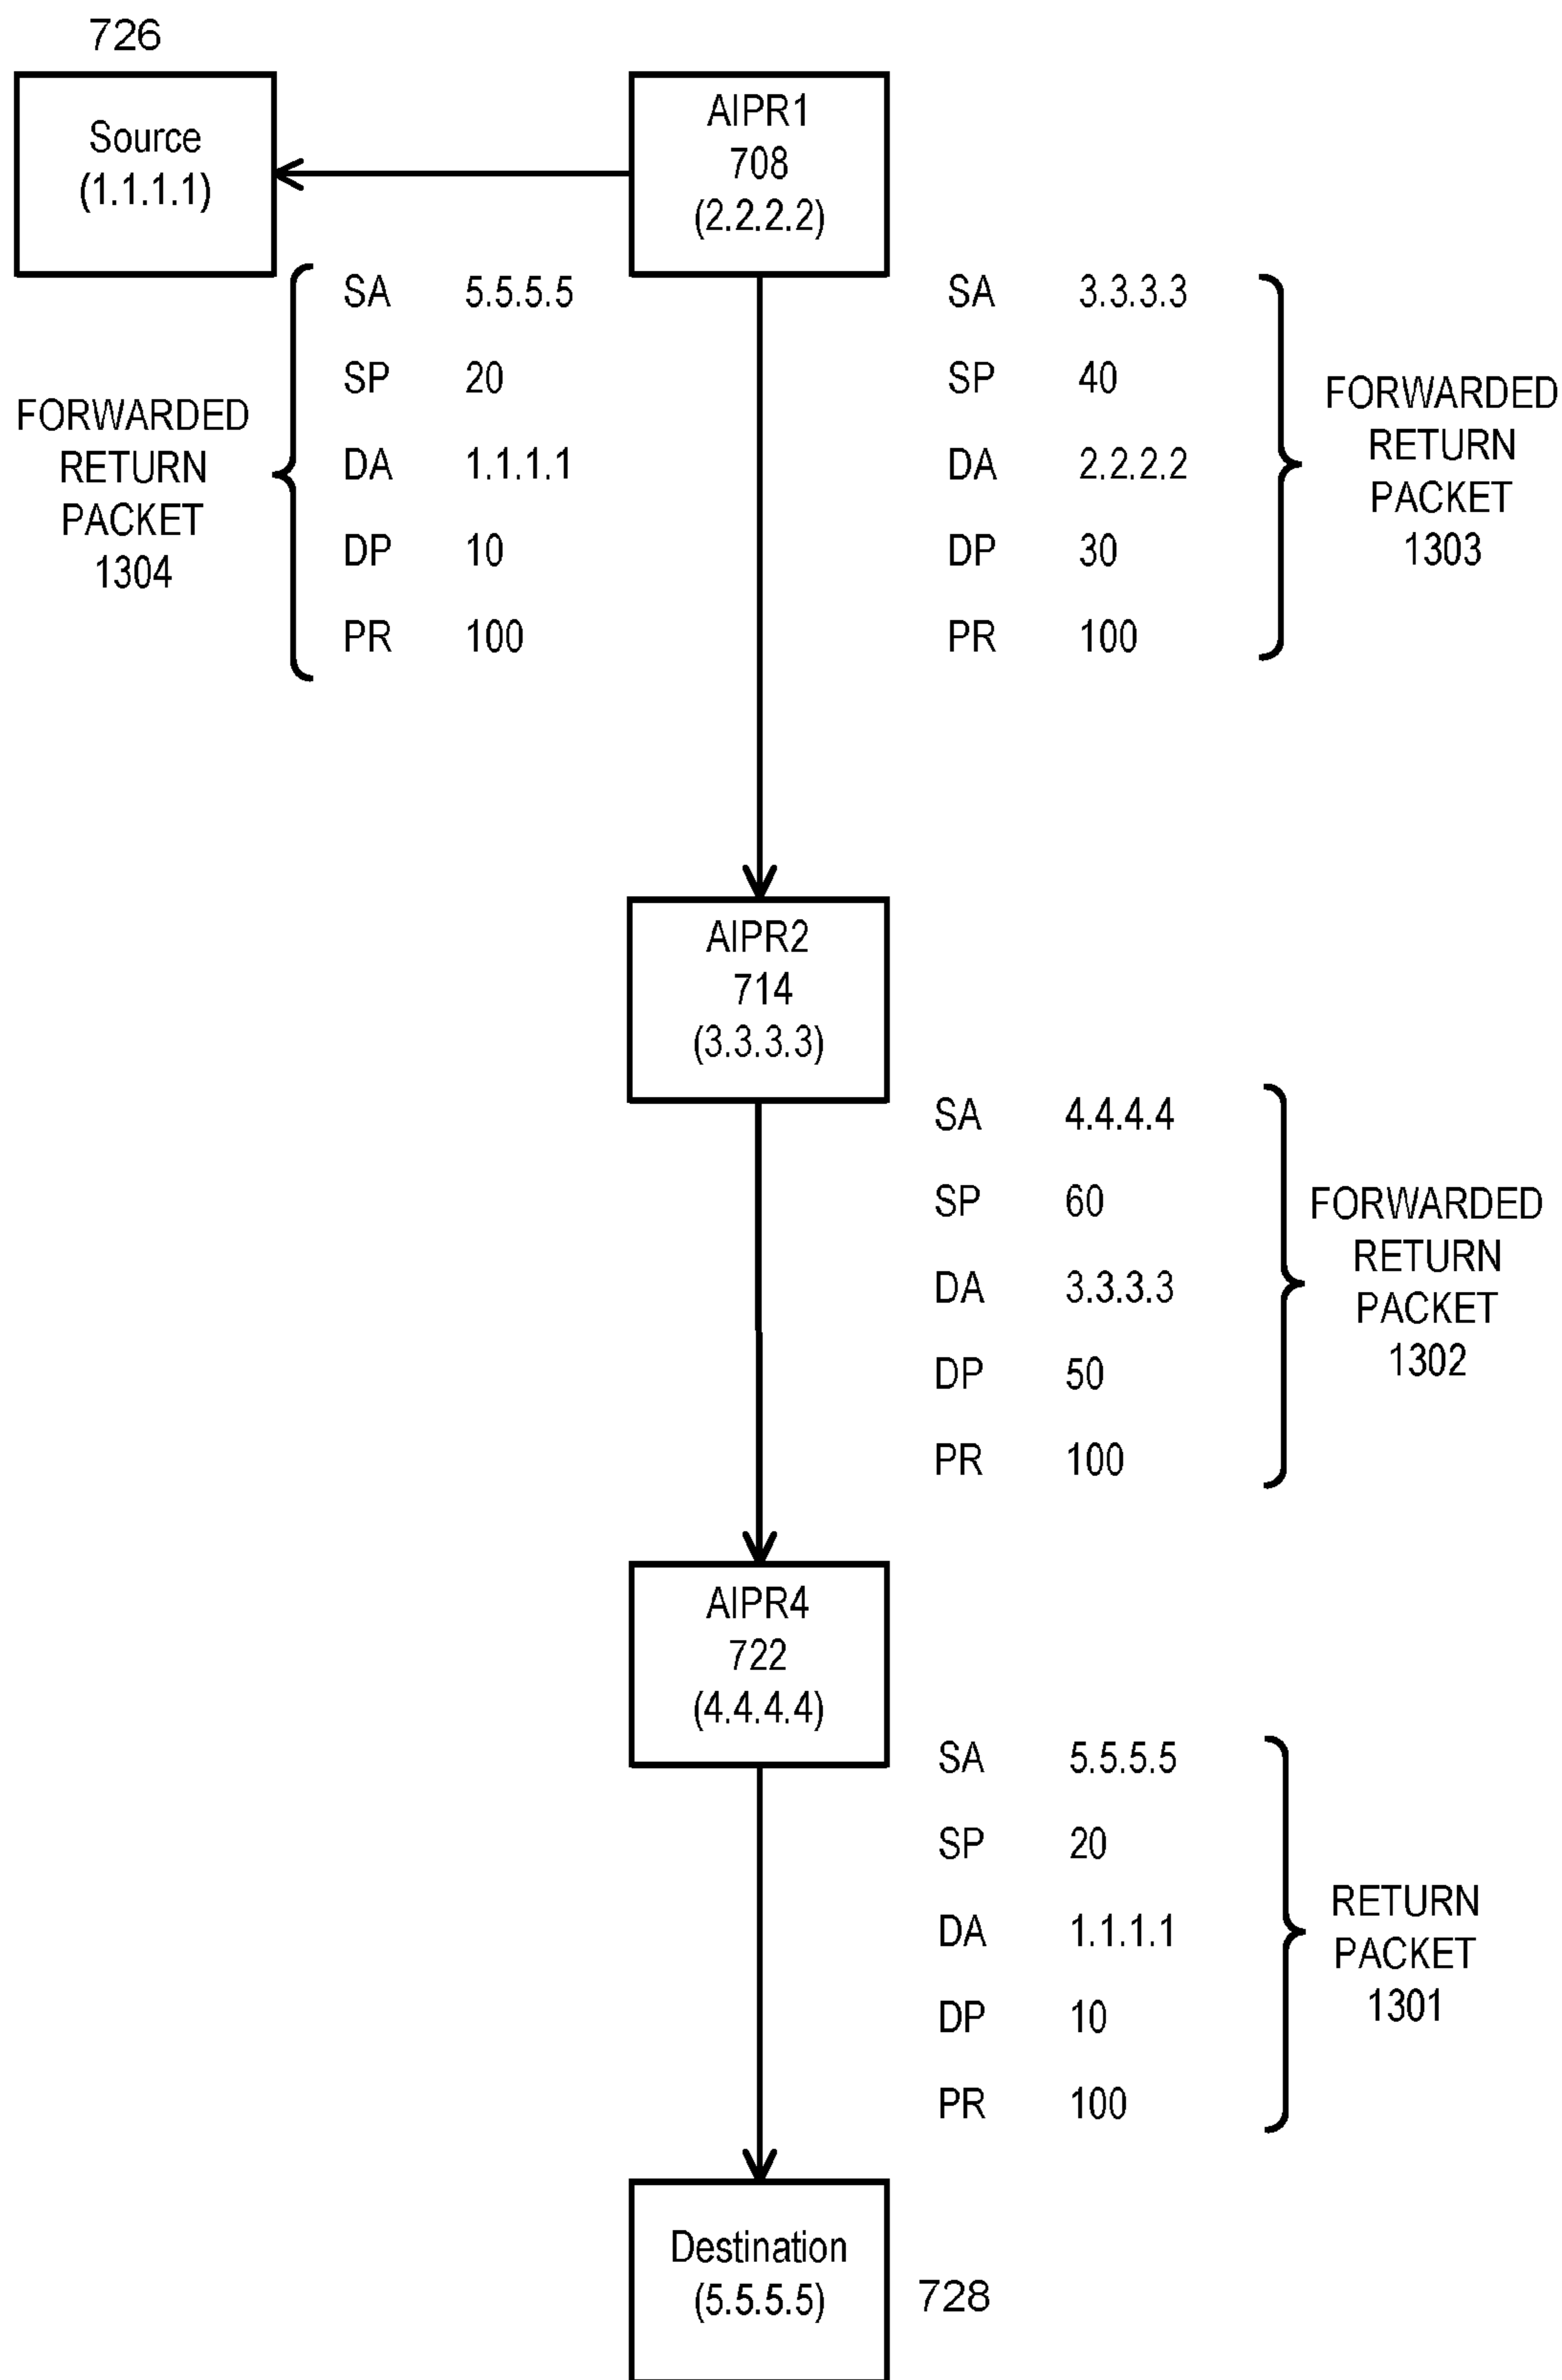 726
Source
(1.1.1.1)
AIPR1
708
(2.2.2.2)
SA 5.5.5.5
SP 20
DA 1.1.1.1
DP 10
PR 100
FORWARDED
RETURN
PACKET
1304
SA 3.3.3.3
SP 40
DA 2.2.2.2
DP 30
PR 100
FORWARDED
RETURN
PACKET
1303
AIPR2
714
(3.3.3.3)
SA 4.4.4.4
SP 60
DA 3.3.3.3
DP 50
PR 100
FORWARDED
RETURN
PACKET
1302
AIPR4
722
(4.4.4.4)
SA 5.5.5.5
SP 20
DA 1.1.1.1
DP 10
PR 100
RETURN
PACKET
1301
Destination
(5.5.5.5)
728